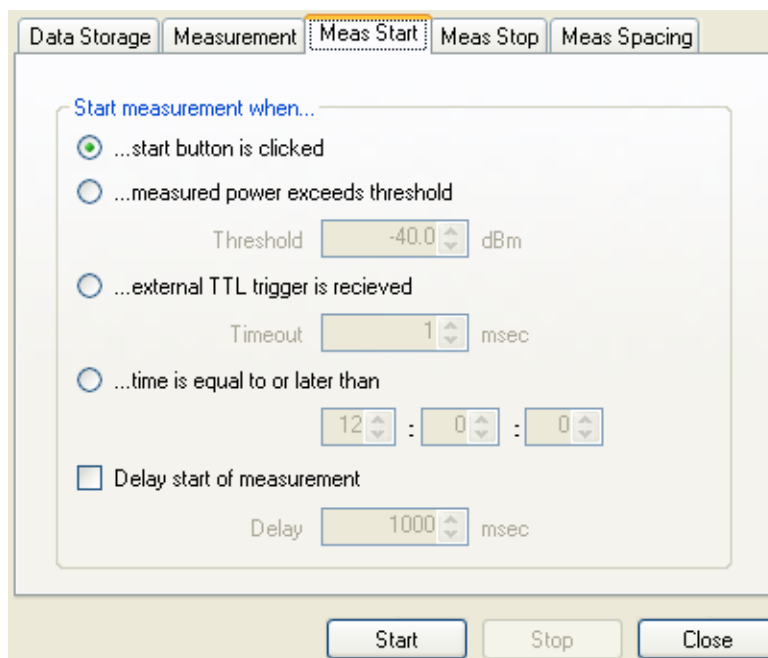 Data Storage Measurement Meas Start Meas Stop Meas Spacing
Start measurement when...
...start button is clicked
...measured power exceeds threshold
Threshold -40.0 dBm
...external TTL trigger is recieved
Timeout 1 msec
...time is equal to or later than
12 : 0 : 0
Delay start of measurement
Delay 1000 msec
Start Stop Close